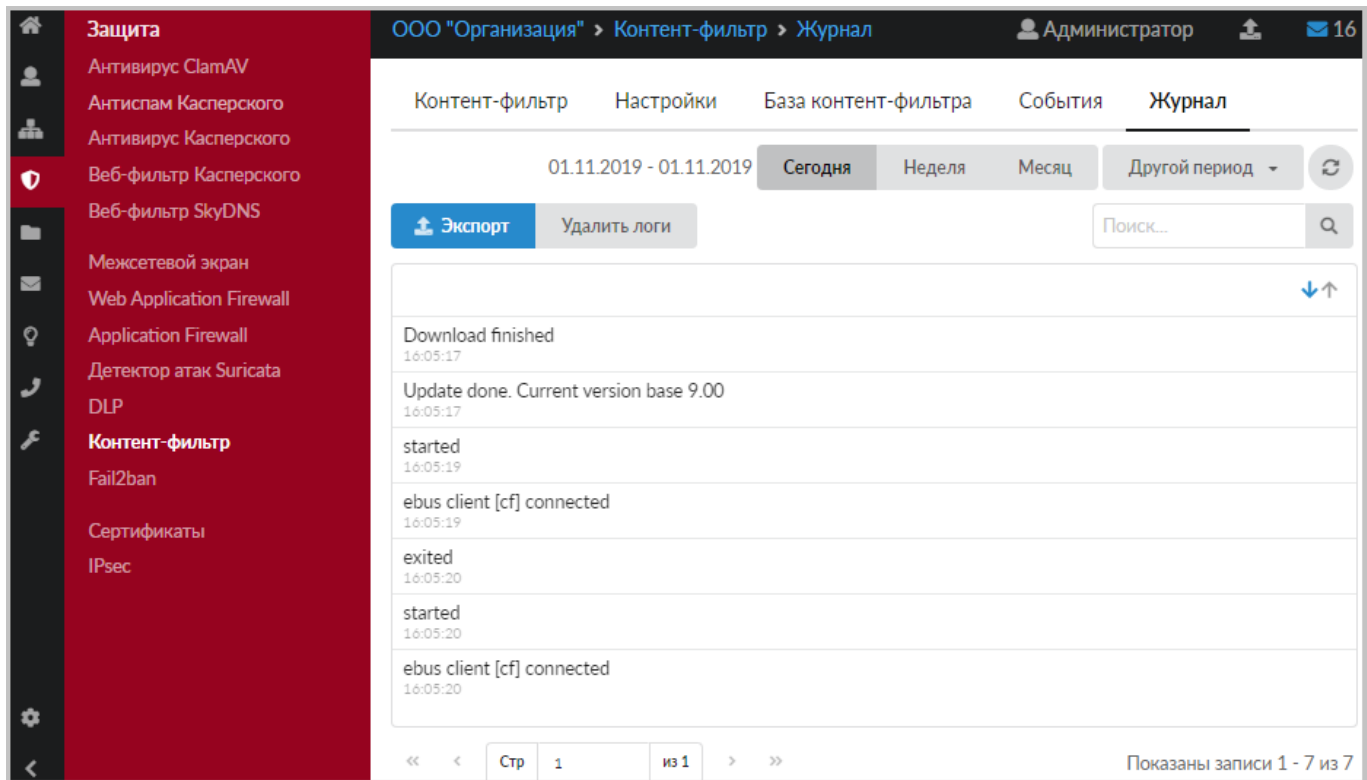 Защита
Антивирус ClamAV
Антиспам Касперского
Антивирус Касперского
Веб-фильтр Касперского
Веб-фильтр SkyDNS
Межсетевой экран
Web Application Firewall
Application Firewall
Детектор атак Suricata
DLP
Контент-фильтр
Fail2ban
Сертификаты
IPsec
ООО "Организация" > Контент-фильтр > Журнал
Администратор
16
Контент-фильтр Настройки База контент-фильтра События Журнал
01.11.2019 - 01.11.2019 Сегодня Неделя Месяц Другой период
Экспорт Удалить логи Поиск...
Download finished
16:05:17
Update done. Current version base 9.00
16:05:17
started
16:05:19
ebus client [cf] connected
16:05:19
exited
16:05:20
started
16:05:20
ebus client [cf] connected
16:05:20
<< < Стр 1 из 1 > >> Показаны записи 1 - 7 из 7